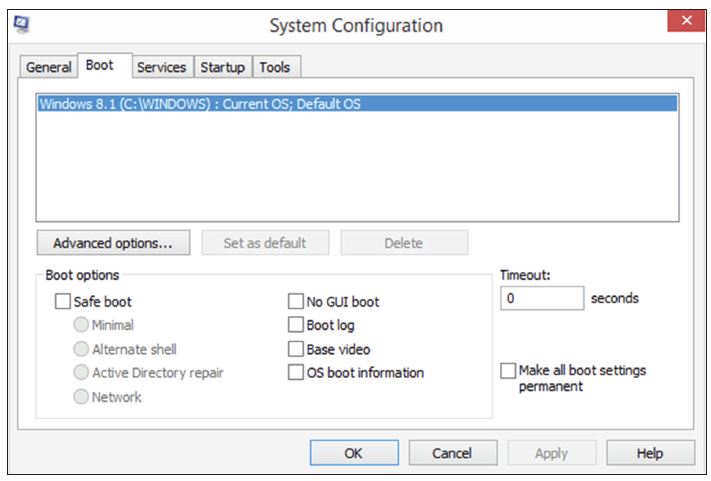 System Configuration
General Boot Services Startup Tools
Windows 8.1 (C:\WINDOWS) : Current OS; Default OS
Advanced options... Set as default Delete
Boot options
Safe boot
Minimal
Alternate shell
Active Directory repair
Network
No GUI boot
Boot log
Base video
OS boot information
Timeout:
0 seconds
Make all boot settings
permanent
OK Cancel Apply Help